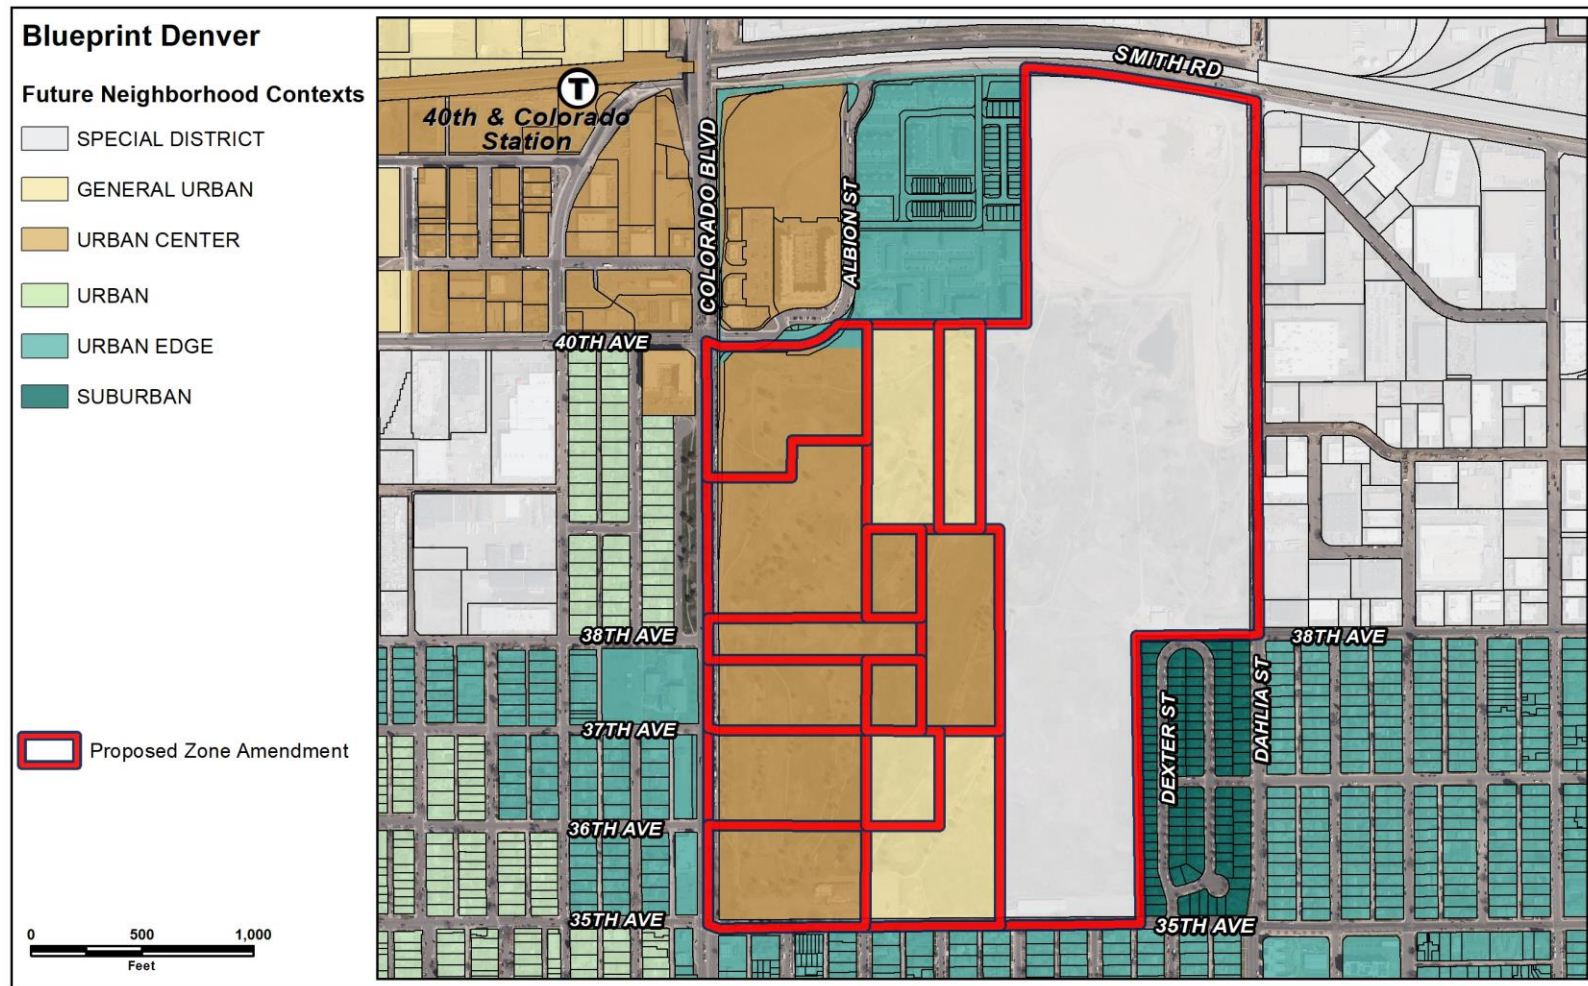 Blueprint Denver
Future Neighborhood Contexts
SPECIAL DISTRICT
GENERAL URBAN
URBAN CENTER
URBAN
URBAN EDGE
SUBURBAN
Proposed Zone Amendment
0 500 1,000
Feet
SMITH RD
T
40th & Colorado
Station
COLORADO BLVD
ALBION ST
40TH AVE
38TH AVE
38TH AVE
37TH AVE
DEXTER ST
DAHLIA ST
36TH AVE
35TH AVE
35TH AVE